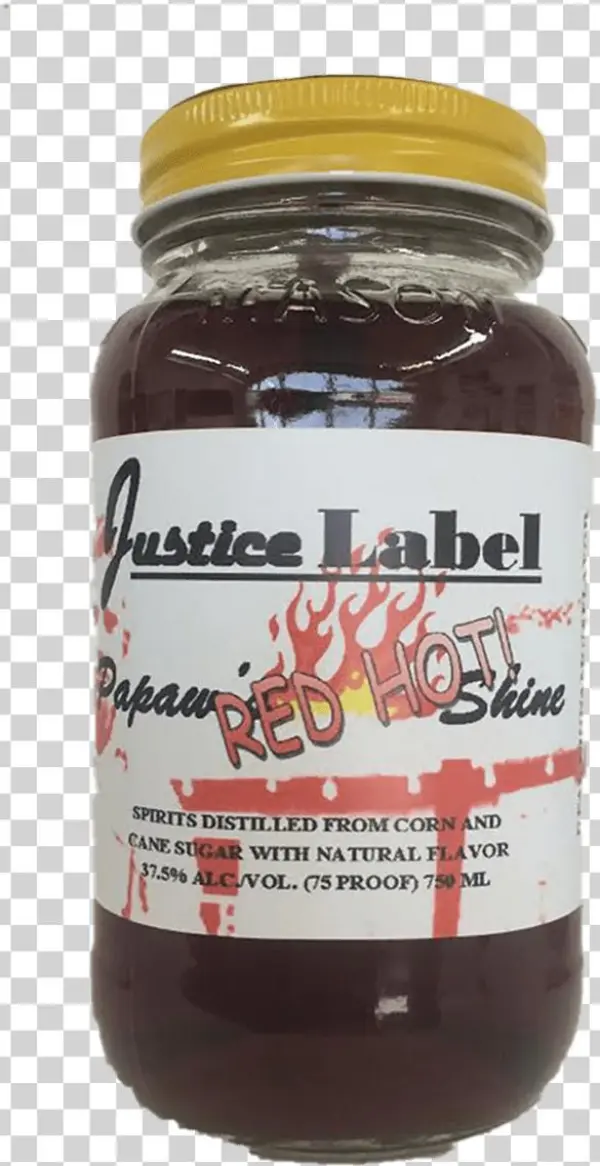 MASON
Justice Label
Papaw's RED HOT! Shine
SPIRITS DISTILLED FROM CORN AND
CANE SUGAR WITH NATURAL FLAVOR
37.5% ALC./VOL. (75 PROOF) 750 ML